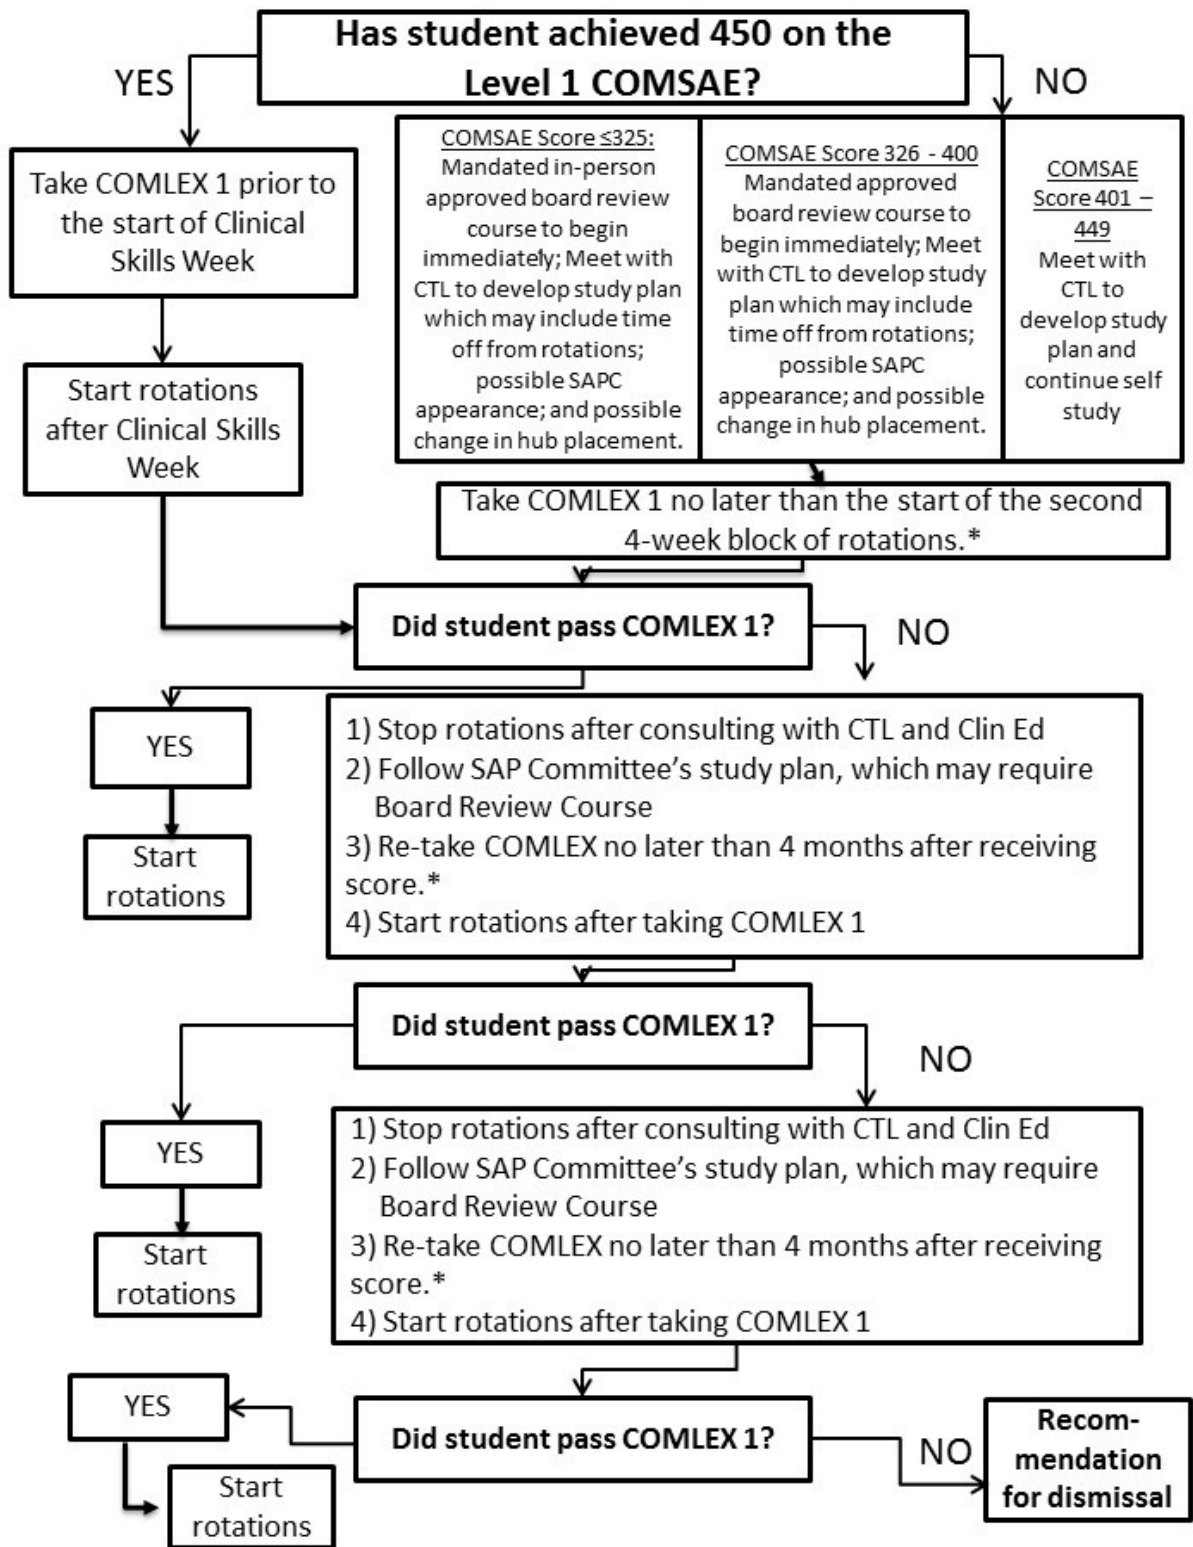 Has student achieved 450 on the
Level 1 COMSAE?
YES
NO
Take COMLEX 1 prior to
the start of Clinical
Skills Week
Start rotations
after Clinical Skills
Week
COMSAE Score ≤325:
Mandated in-person
approved board review
course to begin
immediately; Meet with
CTL to develop study plan
which may include time
off from rotations;
possible SAPC
appearance; and possible
change in hub placement.
COMSAE Score 326 - 400
Mandated approved
board review course to
begin immediately; Meet
with CTL to develop study
plan which may include
time off from rotations;
possible SAPC
appearance; and possible
change in hub placement.
COMSAE
Score 401 –
449
Meet with
CTL to
develop study
plan and
continue self
study
Take COMLEX 1 no later than the start of the second
4-week block of rotations.*
Did student pass COMLEX 1?
NO
YES
Start
rotations
1) Stop rotations after consulting with CTL and Clin Ed
2) Follow SAP Committee's study plan, which may require
Board Review Course
3) Re-take COMLEX no later than 4 months after receiving
score.*
4) Start rotations after taking COMLEX 1
Did student pass COMLEX 1?
NO
YES
Start
rotations
1) Stop rotations after consulting with CTL and Clin Ed
2) Follow SAP Committee's study plan, which may require
Board Review Course
3) Re-take COMLEX no later than 4 months after receiving
score.*
4) Start rotations after taking COMLEX 1
YES
Start
rotations
Did student pass COMLEX 1?
NO
Recom-
mendation
for dismissal